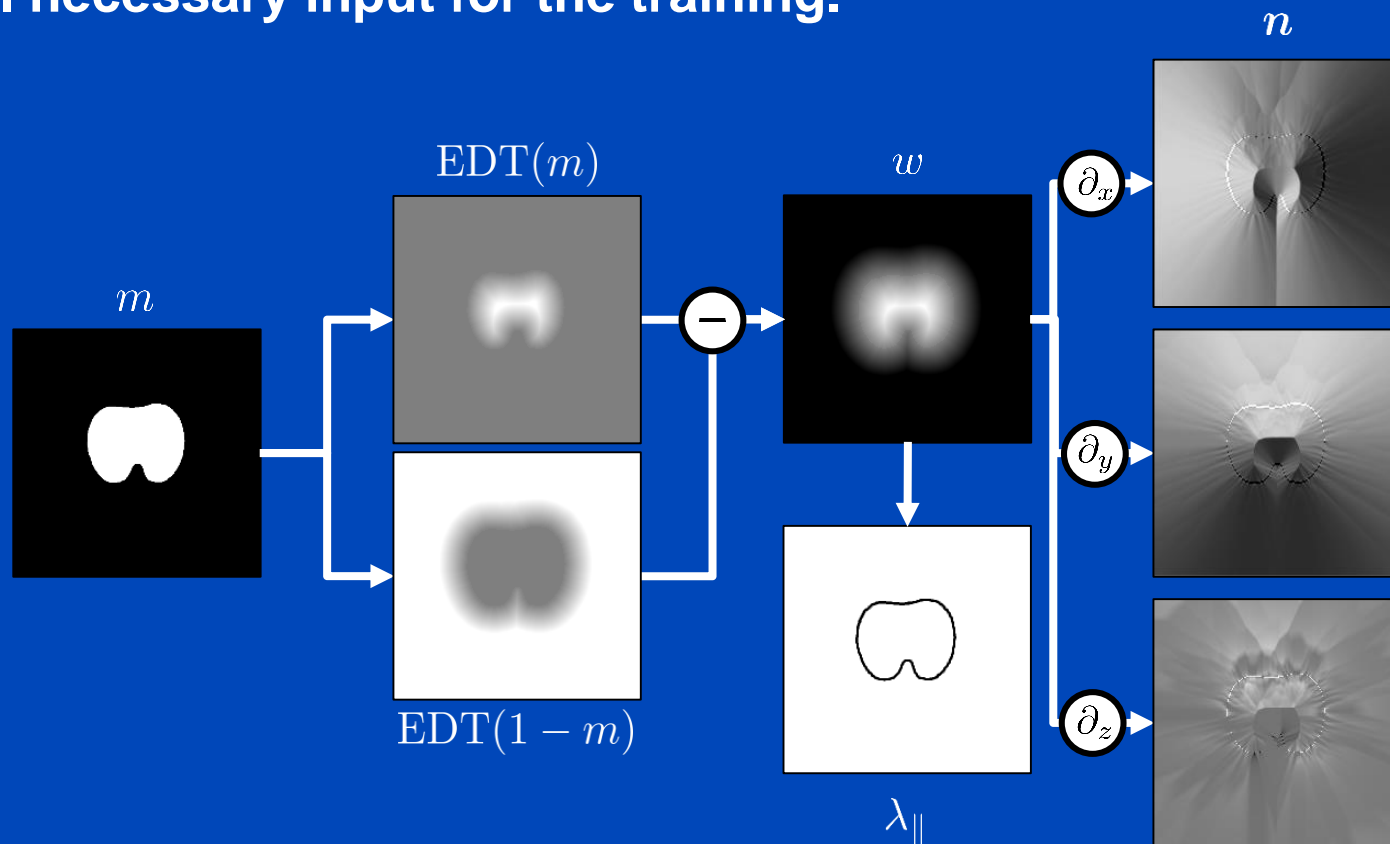 necessary input for the training.
n
EDT(m)
w
∂x
m
−
∂y
EDT(1 − m)
∂z
λ∥